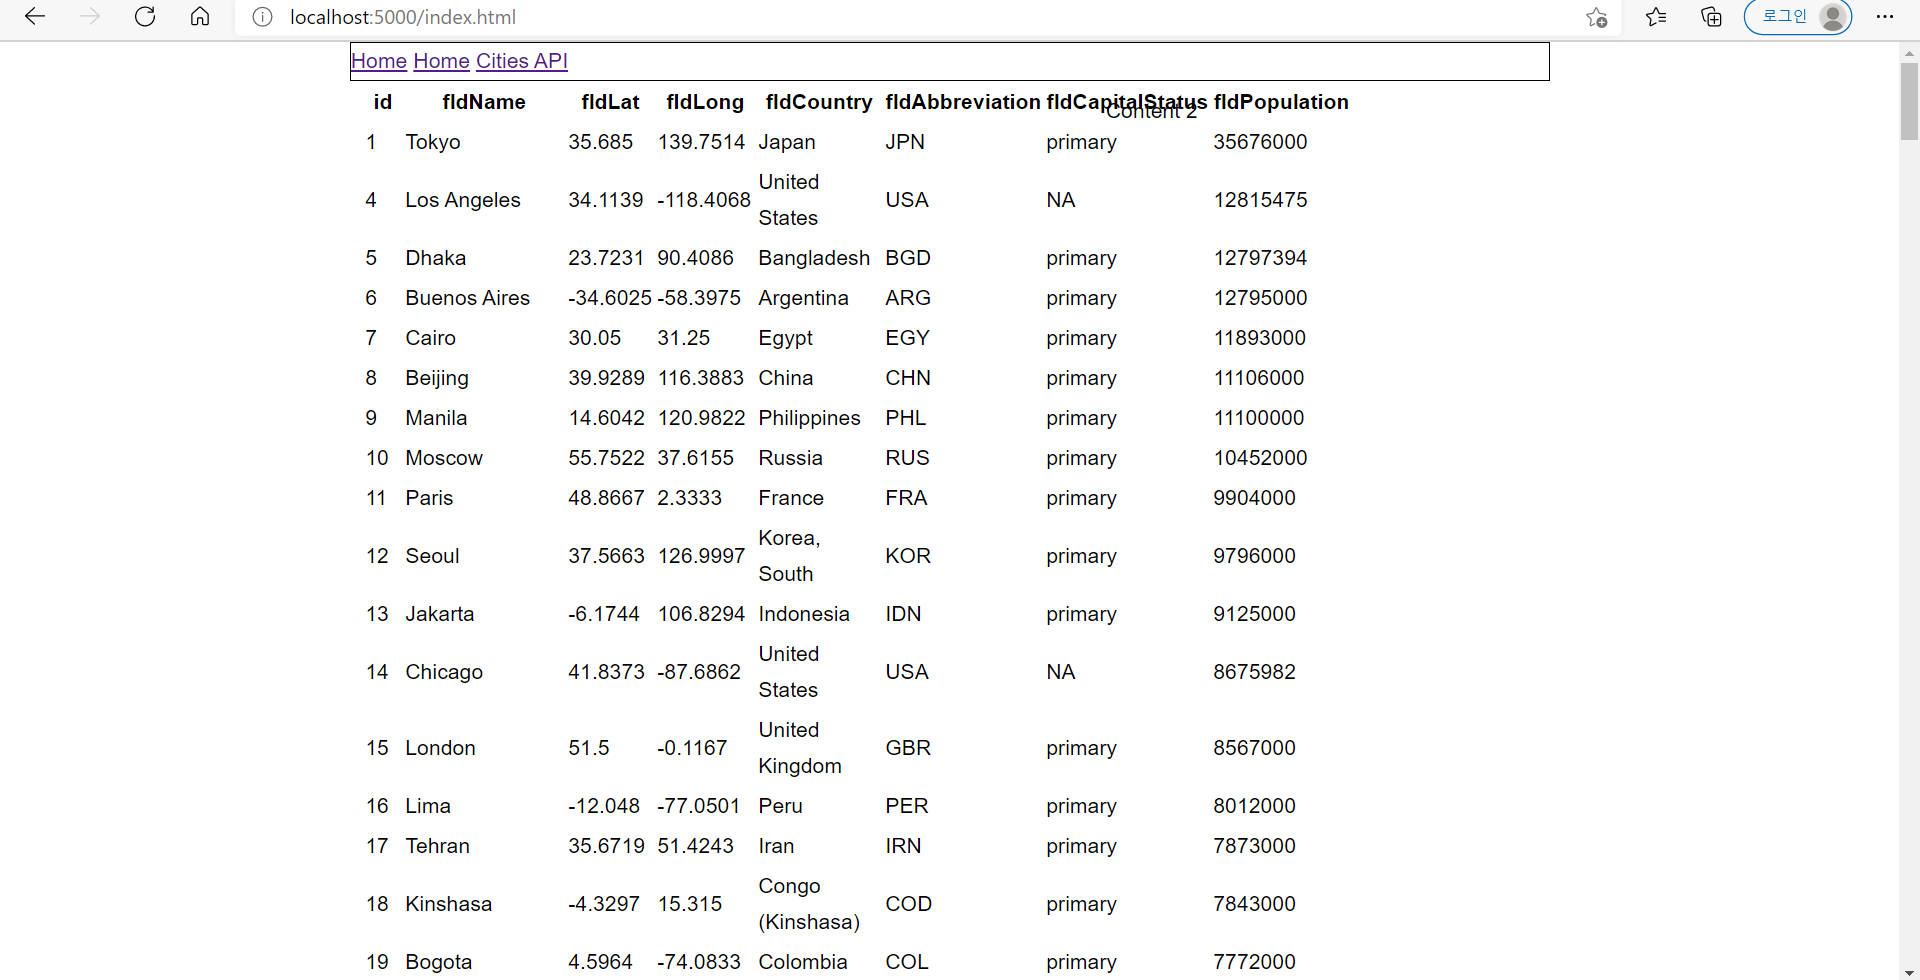 localhost:5000/index.html
로그인
Home Home Cities API
id fldName fldLat fldLong fldCountry fldAbbreviation fldCapitalStatus fldPopulation
Content 2
1 Tokyo 35.685 139.7514 Japan JPN primary 35676000
4 Los Angeles 34.1139 -118.4068 United States USA NA 12815475
5 Dhaka 23.7231 90.4086 Bangladesh BGD primary 12797394
6 Buenos Aires -34.6025 -58.3975 Argentina ARG primary 12795000
7 Cairo 30.05 31.25 Egypt EGY primary 11893000
8 Beijing 39.9289 116.3883 China CHN primary 11106000
9 Manila 14.6042 120.9822 Philippines PHL primary 11100000
10 Moscow 55.7522 37.6155 Russia RUS primary 10452000
11 Paris 48.8667 2.3333 France FRA primary 9904000
12 Seoul 37.5663 126.9997 Korea, South KOR primary 9796000
13 Jakarta -6.1744 106.8294 Indonesia IDN primary 9125000
14 Chicago 41.8373 -87.6862 United States USA NA 8675982
15 London 51.5 -0.1167 United Kingdom GBR primary 8567000
16 Lima -12.048 -77.0501 Peru PER primary 8012000
17 Tehran 35.6719 51.4243 Iran IRN primary 7873000
18 Kinshasa -4.3297 15.315 Congo (Kinshasa) COD primary 7843000
19 Bogota 4.5964 -74.0833 Colombia COL primary 7772000